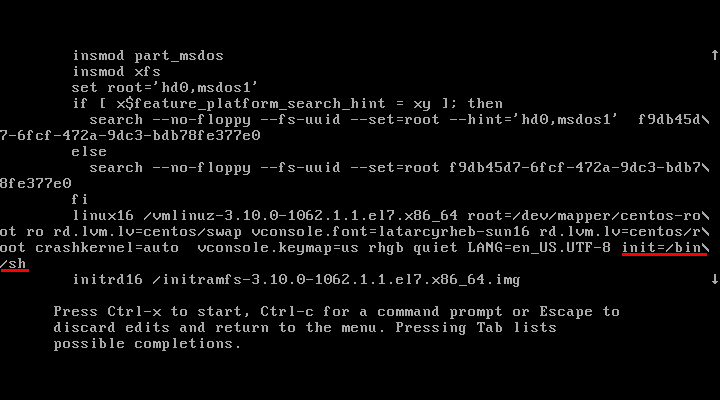 insmod part_msdos
insmod xfs
set root='hd0,msdos1'
if [ x$feature_platform_search_hint = xy ]; then
search --no-floppy --fs-uuid --set=root --hint='hd0,msdos1'  f9db45d\
7-6fcf-472a-9dc3-bdb78fe377e0
else
search --no-floppy --fs-uuid --set=root f9db45d7-6fcf-472a-9dc3-bdb7\
8fe377e0
fi
linux16 /vmlinuz-3.10.0-1062.1.1.el7.x86_64 root=/dev/mapper/centos-ro\
ot ro rd.lvm.lv=centos/swap vconsole.font=latarcyrheb-sun16 rd.lvm.lv=centos/r\
oot crashkernel=auto  vconsole.keymap=us rhgb quiet LANG=en_US.UTF-8 init=/bin\
/sh
initrd16 /initramfs-3.10.0-1062.1.1.el7.x86_64.img
Press Ctrl-x to start, Ctrl-c for a command prompt or Escape to
discard edits and return to the menu. Pressing Tab lists
possible completions.